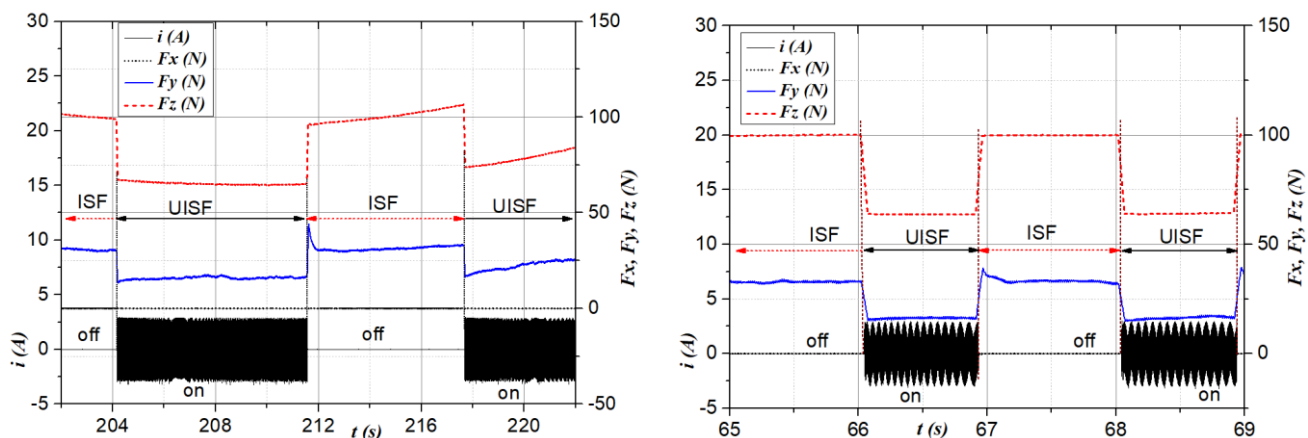 30
25
20
15
10
5
0
-5
i (A)
i (A)
Fx (N)
Fy (N)
Fz (N)
ISF
UISF
ISF
UISF
off
on
off
on
204
208
212
216
220
t (s)
150
100
50
0
-50
Fx, Fy, Fz (N)
30
25
20
15
10
5
0
-5
i (A)
i (A)
Fx (N)
Fy (N)
Fz (N)
ISF
UISF
ISF
UISF
off
on
off
on
65
66
67
68
69
t (s)
150
100
50
0
Fx, Fy, Fz (N)